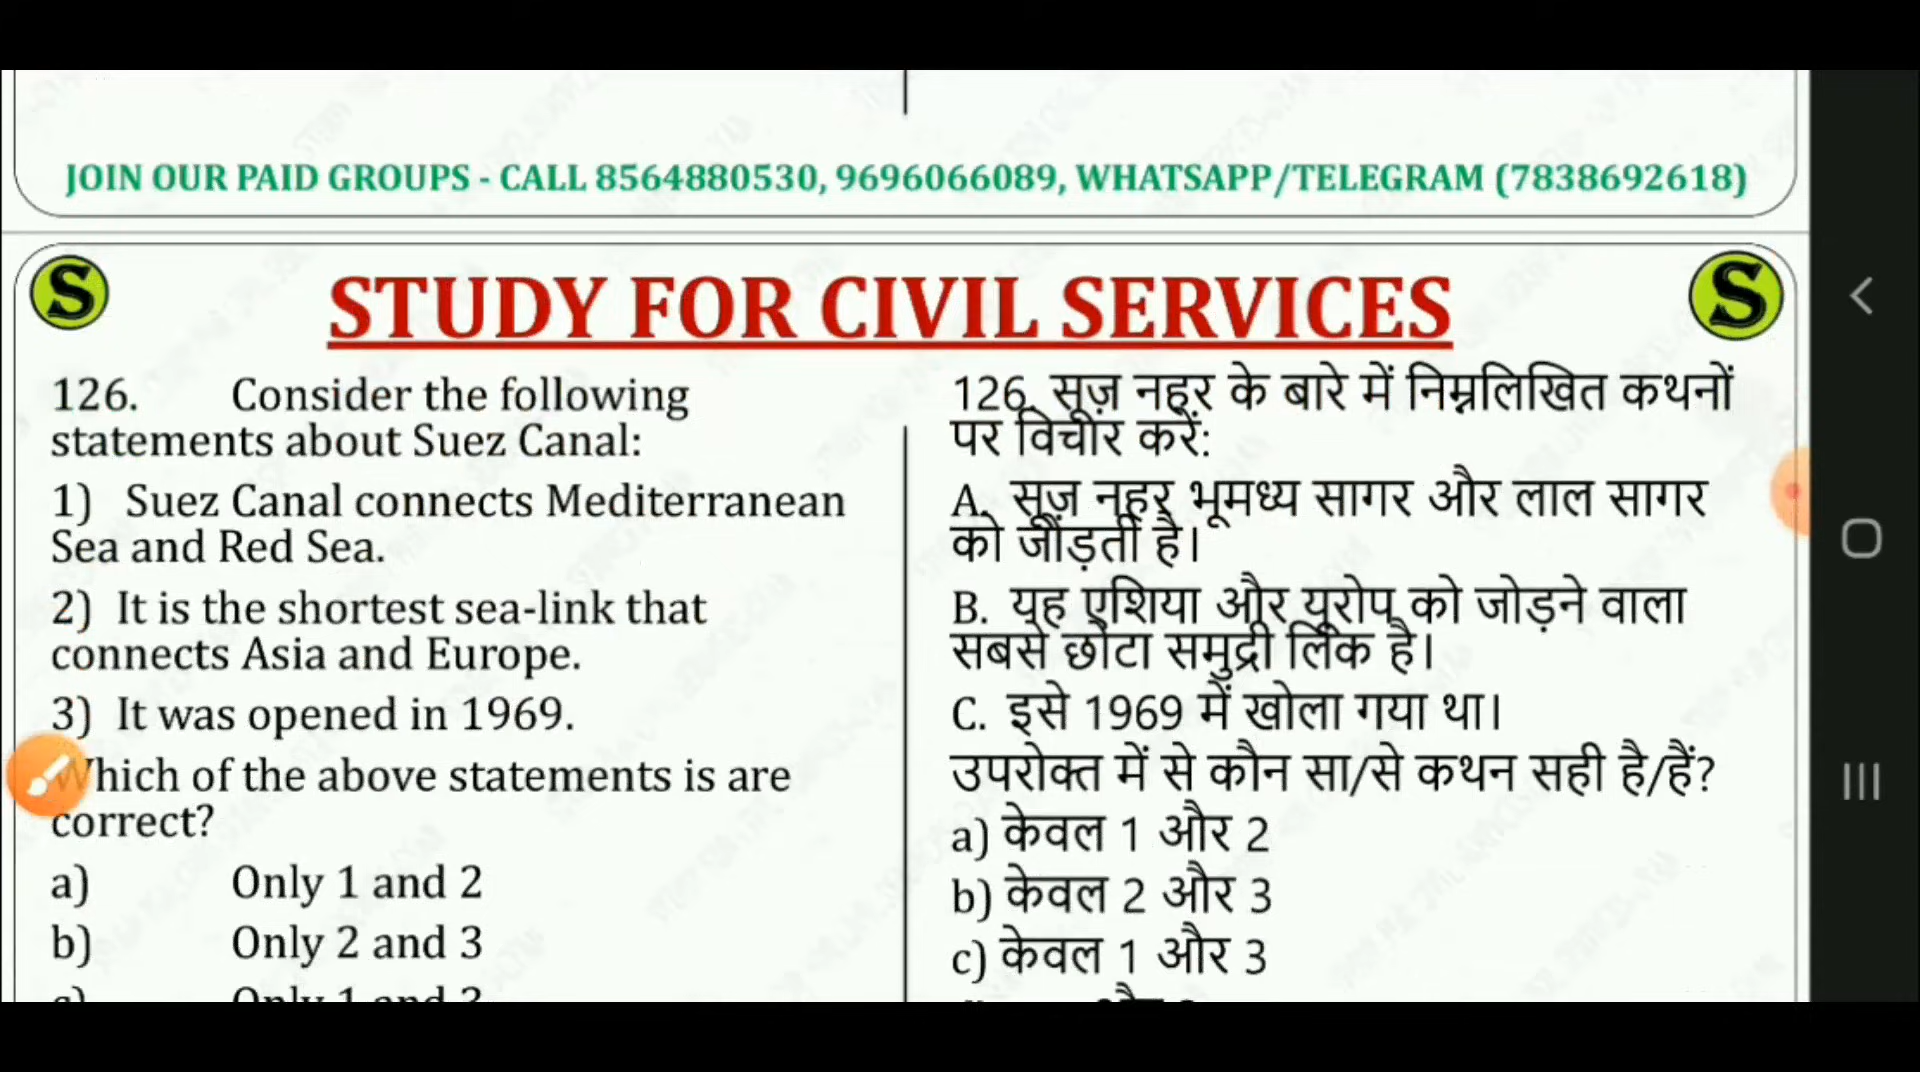 JOIN OUR PAID GROUPS - CALL 8564880530, 9696066089, WHATSAPP/TELEGRAM (7838692618)
S
STUDY FOR CIVIL SERVICES
S
126. Consider the following
statements about Suez Canal:
1) Suez Canal connects Mediterranean
Sea and Red Sea.
2) It is the shortest sea-link that
connects Asia and Europe.
3) It was opened in 1969.
Which of the above statements is are
correct?
a) Only 1 and 2
b) Only 2 and 3
126. सूज़ नहर के बारे में निम्नलिखित कथनों
पर विचार करें:
A. सूज़ नहर भूमध्य सागर और लाल सागर
को जोड़ती है।
B. यह एशिया और यूरोप को जोड़ने वाला
सबसे छोटा समुद्री लिंक है।
C. इसे 1969 में खोला गया था।
उपरोक्त में से कौन सा/से कथन सही है/हैं?
a) केवल 1 और 2
b) केवल 2 और 3
c) केवल 1 और 3